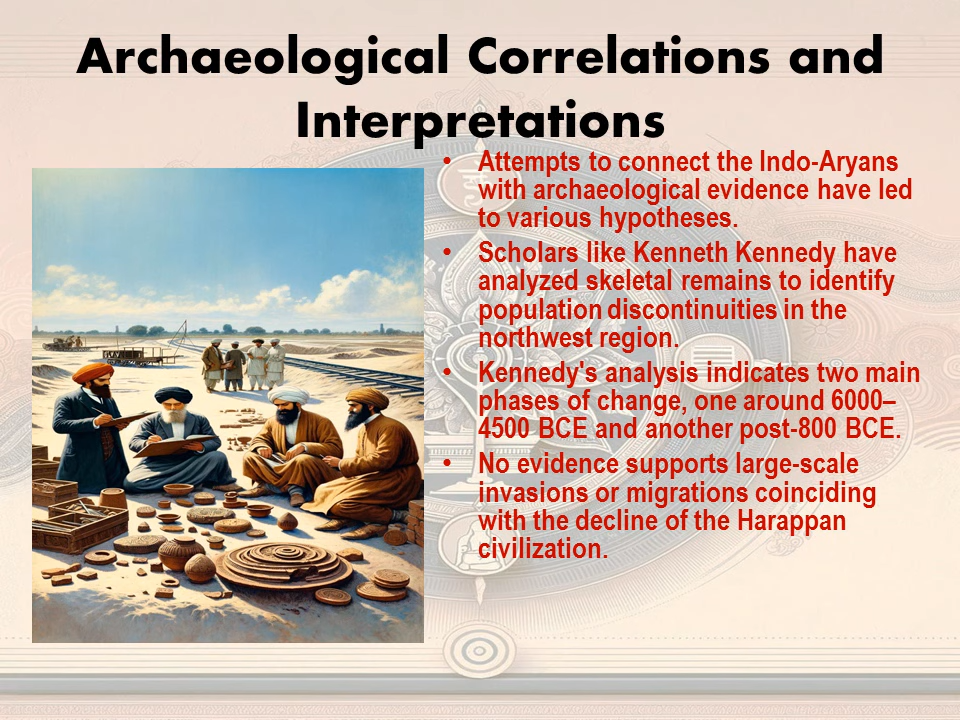 Archaeological Correlations and
Interpretations
• Attempts to connect the Indo-Aryans
with archaeological evidence have led
to various hypotheses.
• Scholars like Kenneth Kennedy have
analyzed skeletal remains to identify
population discontinuities in the
northwest region.
• Kennedy's analysis indicates two main
phases of change, one around 6000–
4500 BCE and another post-800 BCE.
• No evidence supports large-scale
invasions or migrations coinciding
with the decline of the Harappan
civilization.